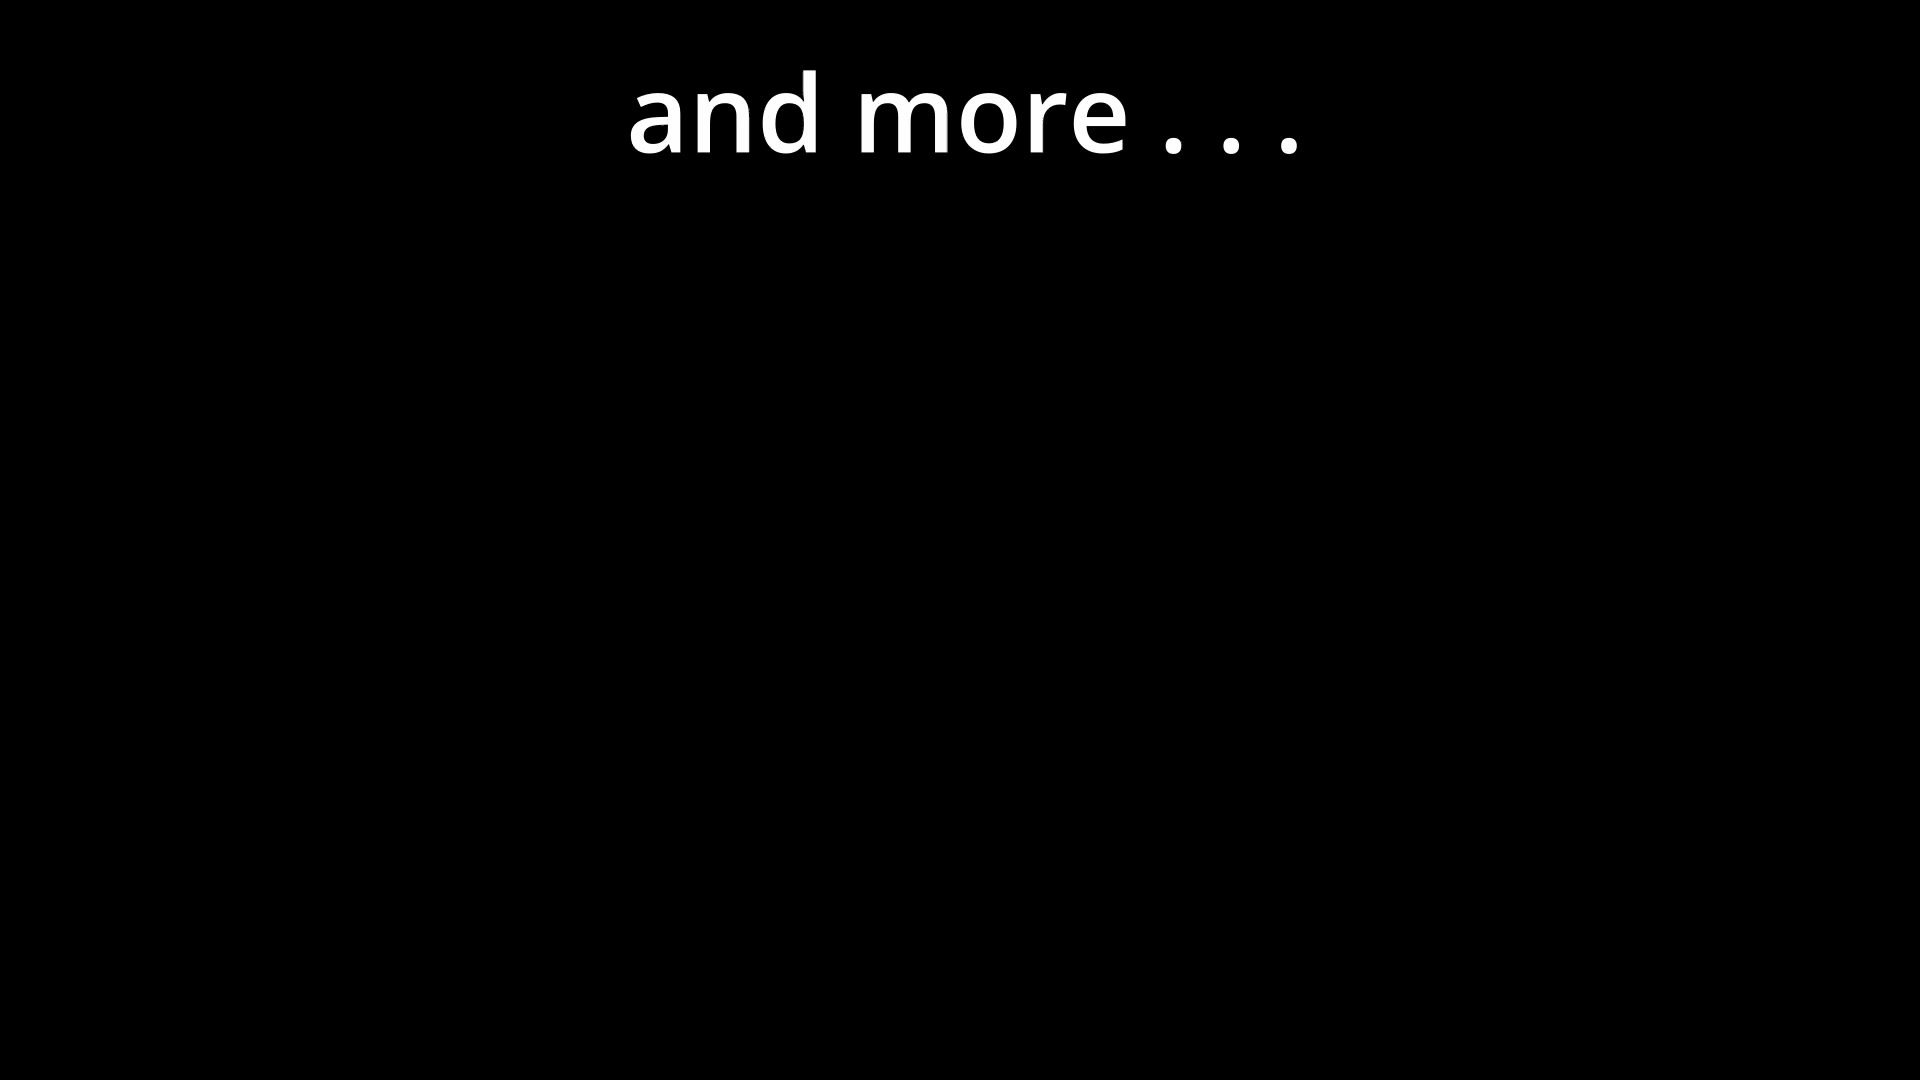 and more . . .